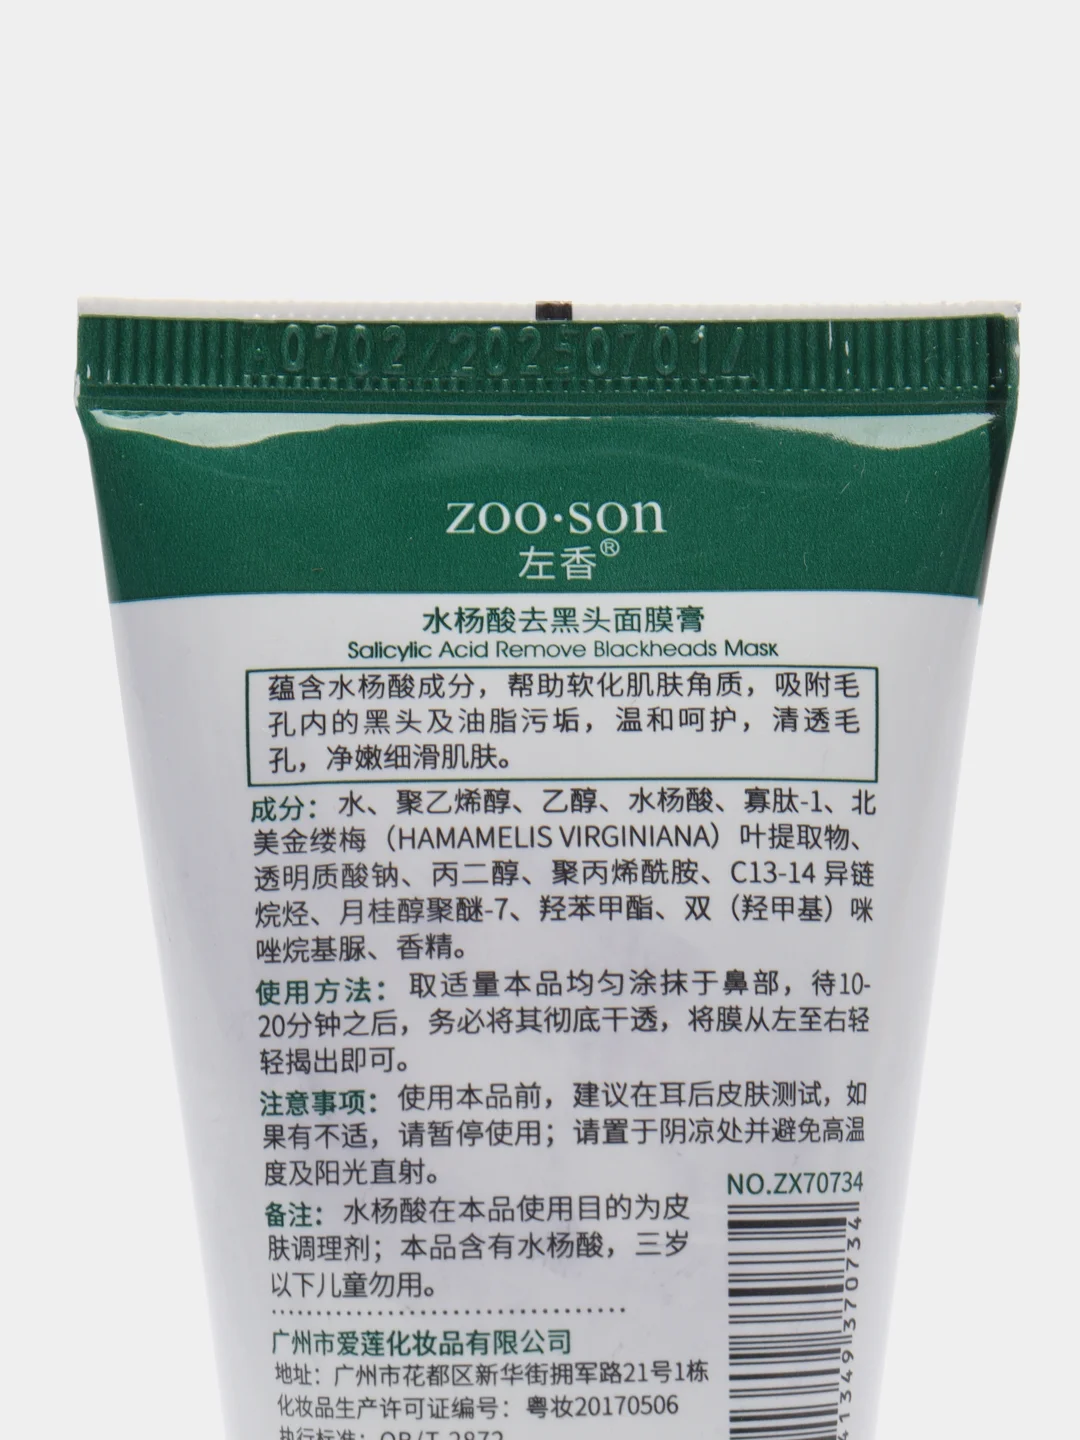 0702/20250701/
zoo·son
左香®
水杨酸去黑头面膜膏
Salicylic Acid Remove Blackheads Mask
蕴含水杨酸成分，帮助软化肌肤角质，吸附毛
孔内的黑头及油脂污垢，温和呵护，清透毛
孔，净嫩细滑肌肤。
成分：水、聚乙烯醇、乙醇、水杨酸、寡肽-1、北
美金缕梅（HAMAMELIS VIRGINIANA）叶提取物、
透明质酸钠、丙二醇、聚丙烯酰胺、C13-14 异链
烷烃、月桂醇聚醚-7、羟苯甲酯、双（羟甲基）咪
唑烷基脲、香精。
使用方法：取适量本品均匀涂抹于鼻部，待10-
20分钟之后，务必将其彻底干透，将膜从左至右轻
轻揭出即可。
注意事项：使用本品前，建议在耳后皮肤测试，如
果有不适，请暂停使用；请置于阴凉处并避免高温
度及阳光直射。
NO.ZX70734
备注：水杨酸在本品使用目的为皮
肤调理剂；本品含有水杨酸，三岁
以下儿童勿用。
广州市爱莲化妆品有限公司
地址：广州市花都区新华街拥军路21号1栋
化妆品生产许可证编号：粤妆20170506
执行标准：QB/T 2872
41349 370734